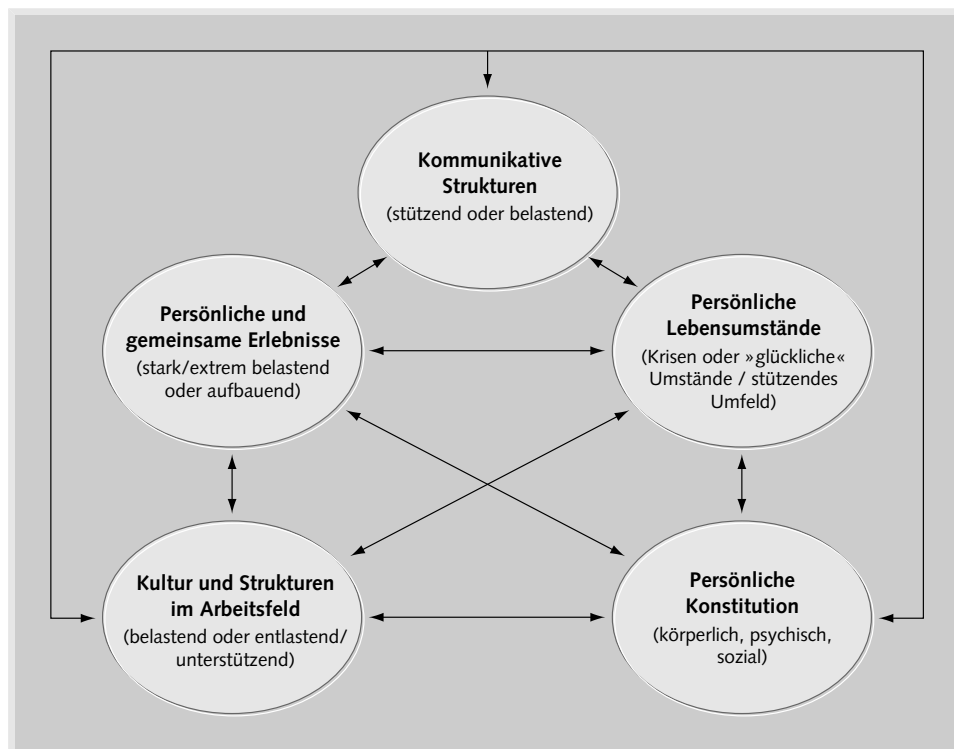 Kommunikative
Strukturen
(stützend oder belastend)
Persönliche und
gemeinsame Erlebnisse
(stark/extrem belastend
oder aufbauend)
Persönliche
Lebensumstände
(Krisen oder »glückliche«
Umstände / stützendes
Umfeld)
Kultur und Strukturen
im Arbeitsfeld
(belastend oder entlastend/
unterstützend)
Persönliche
Konstitution
(körperlich, psychisch,
sozial)